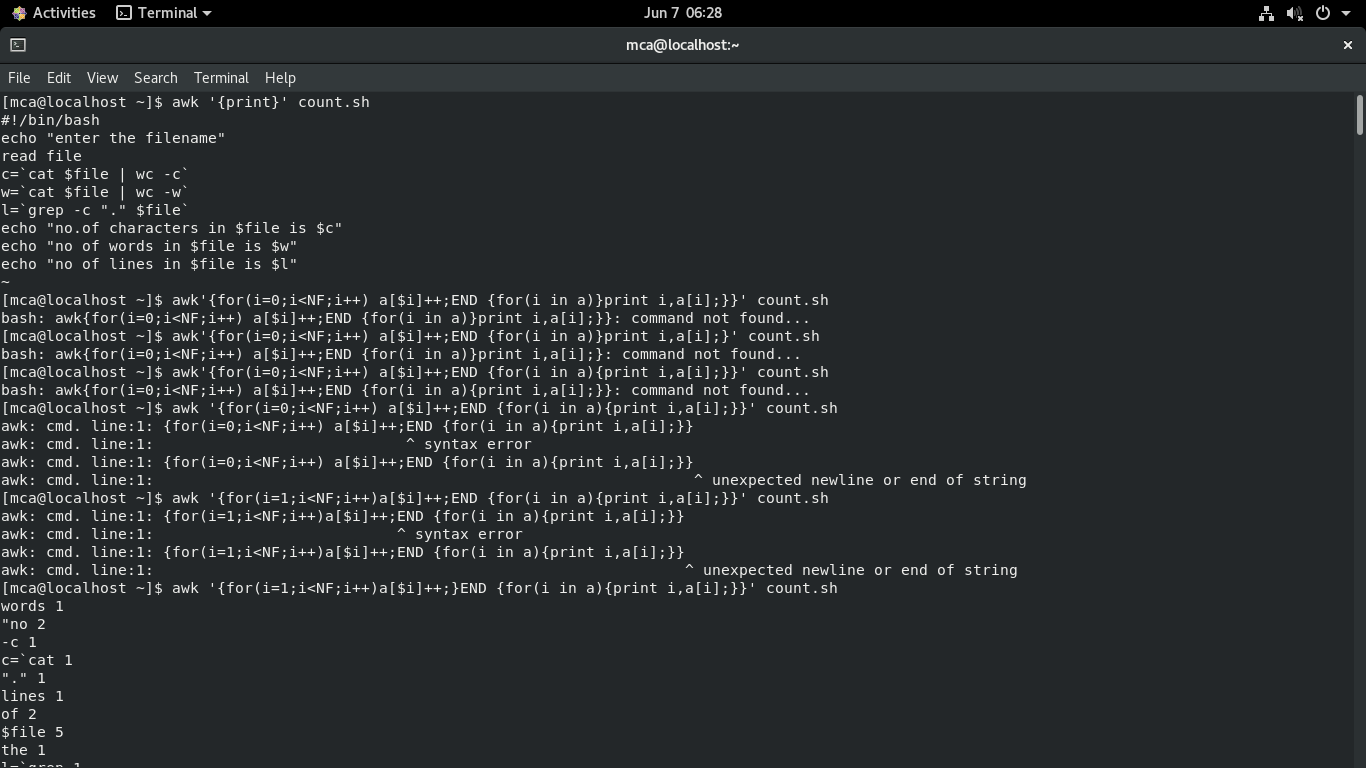 Activities Terminal Jun 7 06:28
mca@localhost:~ ×
File Edit View Search Terminal Help
[mca@localhost ~]$ awk '{print}' count.sh
#!/bin/bash
echo "enter the filename"
read file
c=`cat $file | wc -c`
w=`cat $file | wc -w`
l=`grep -c "." $file`
echo "no.of characters in $file is $c"
echo "no of words in $file is $w"
echo "no of lines in $file is $l"
~
[mca@localhost ~]$ awk'{for(i=0;i<NF;i++) a[$i]++;END {for(i in a)}print i,a[i];}}' count.sh
bash: awk{for(i=0;i<NF;i++) a[$i]++;END {for(i in a)}print i,a[i];}}: command not found...
[mca@localhost ~]$ awk'{for(i=0;i<NF;i++) a[$i]++;END {for(i in a)}print i,a[i];}' count.sh
bash: awk{for(i=0;i<NF;i++) a[$i]++;END {for(i in a)}print i,a[i];}: command not found...
[mca@localhost ~]$ awk'{for(i=0;i<NF;i++) a[$i]++;END {for(i in a){print i,a[i];}}' count.sh
bash: awk{for(i=0;i<NF;i++) a[$i]++;END {for(i in a){print i,a[i];}}: command not found...
[mca@localhost ~]$ awk '{for(i=0;i<NF;i++) a[$i]++;END {for(i in a){print i,a[i];}}' count.sh
awk: cmd. line:1: {for(i=0;i<NF;i++) a[$i]++;END {for(i in a){print i,a[i];}}
awk: cmd. line:1:                            ^ syntax error
awk: cmd. line:1: {for(i=0;i<NF;i++) a[$i]++;END {for(i in a){print i,a[i];}}
awk: cmd. line:1:                                                            ^ unexpected newline or end of string
[mca@localhost ~]$ awk '{for(i=1;i<NF;i++)a[$i]++;END {for(i in a){print i,a[i];}}' count.sh
awk: cmd. line:1: {for(i=1;i<NF;i++)a[$i]++;END {for(i in a){print i,a[i];}}
awk: cmd. line:1:                           ^ syntax error
awk: cmd. line:1: {for(i=1;i<NF;i++)a[$i]++;END {for(i in a){print i,a[i];}}
awk: cmd. line:1:                                                           ^ unexpected newline or end of string
[mca@localhost ~]$ awk '{for(i=1;i<NF;i++)a[$i]++;}END {for(i in a){print i,a[i];}}' count.sh
words 1
"no 2
-c 1
c=`cat 1
"." 1
lines 1
of 2
$file 5
the 1
l=`grep 1